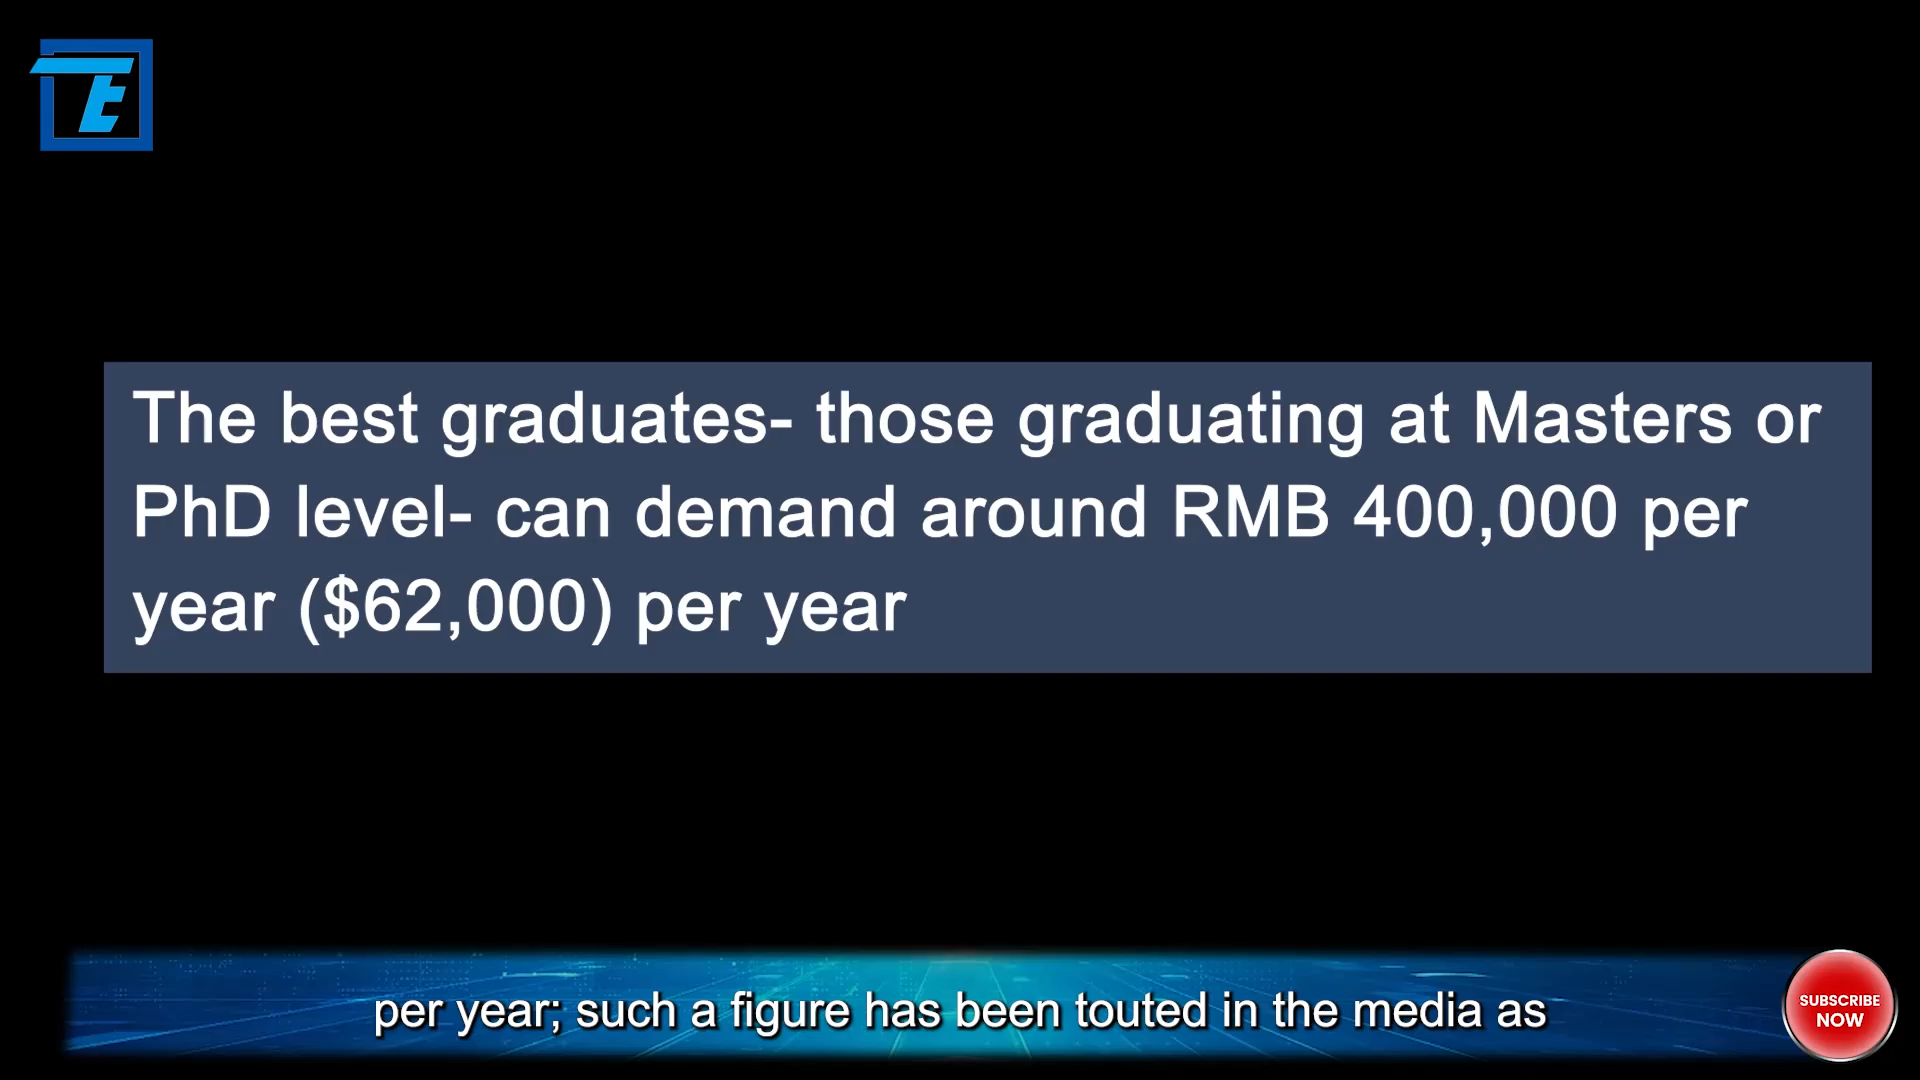 TE
The best graduates- those graduating at Masters or
PhD level- can demand around RMB 400,000 per
year ($62,000) per year
per year; such a figure has been touted in the media as
SUBSCRIBE
NOW